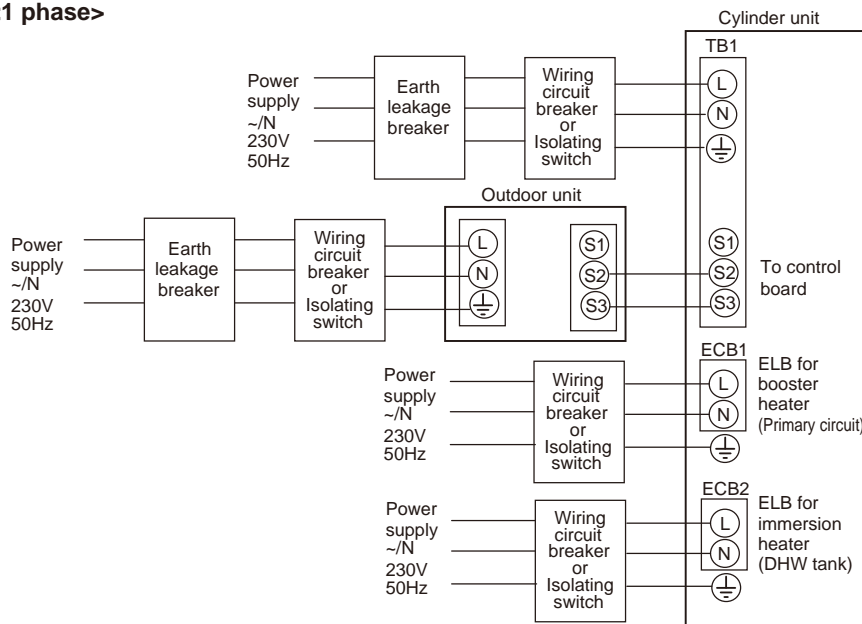 1 phase>
Cylinder unit
TB1
Power
supply
~/N
230V
50Hz
Earth
leakage
breaker
Wiring
circuit
breaker
or
Isolating
switch
L
N
Outdoor unit
Power
supply
~/N
230V
50Hz
Earth
leakage
breaker
Wiring
circuit
breaker
or
Isolating
switch
L
N
S1
S2
S3
S1
S2
S3
To control
board
ECB1
Power
supply
~/N
230V
50Hz
Wiring
circuit
breaker
or
Isolating
switch
L
N
ELB for
booster
heater
(Primary circuit)
ECB2
Power
supply
~/N
230V
50Hz
Wiring
circuit
breaker
or
Isolating
switch
L
N
ELB for
immersion
heater
(DHW tank)